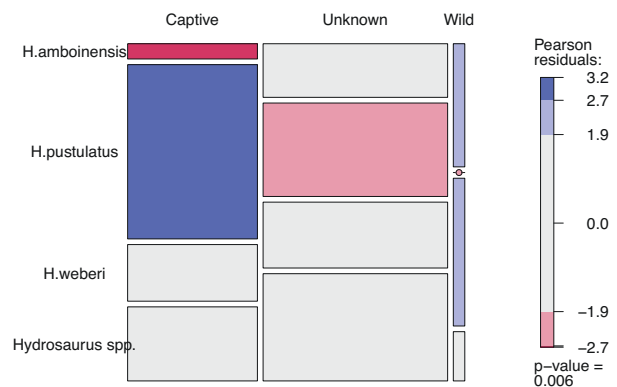 Captive Unknown Wild
H.amboinensis
H.pustulatus
H.weberi
Hydrosaurus spp.
Pearson
residuals:
3.2
2.7
1.9
0.0
−1.9
−2.7
p−value =
0.006